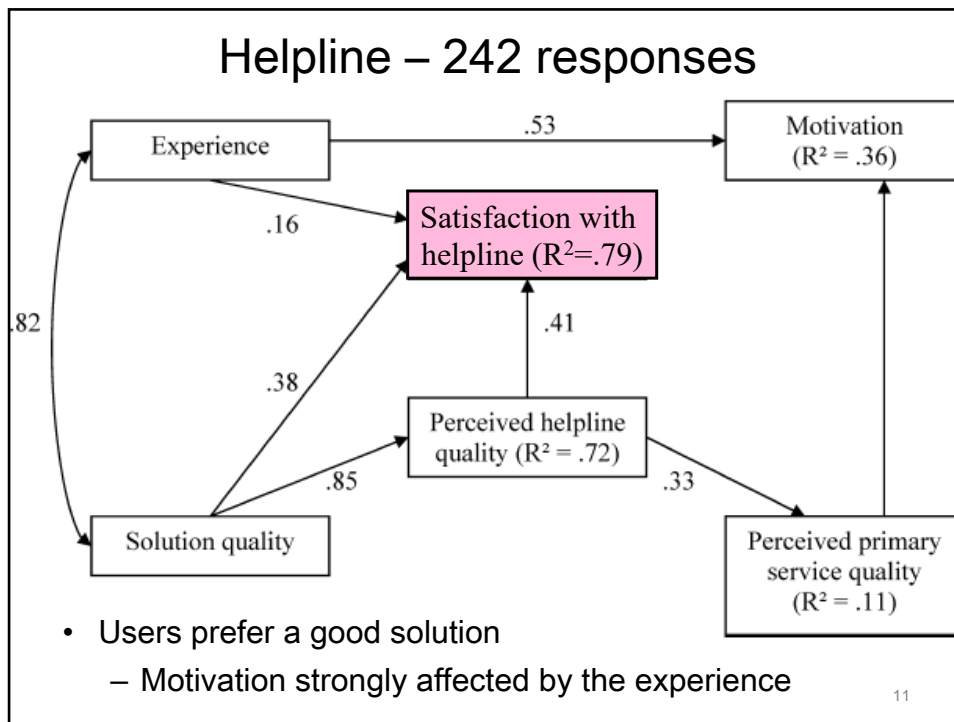 Helpline – 242 responses
Experience
.53
Motivation
(R² = .36)
.16
Satisfaction with
helpline (R²=.79)
.82
.41
.38
Perceived helpline
quality (R² = .72)
.85
.33
Solution quality
Perceived primary
service quality
(R² = .11)
• Users prefer a good solution
– Motivation strongly affected by the experience
11